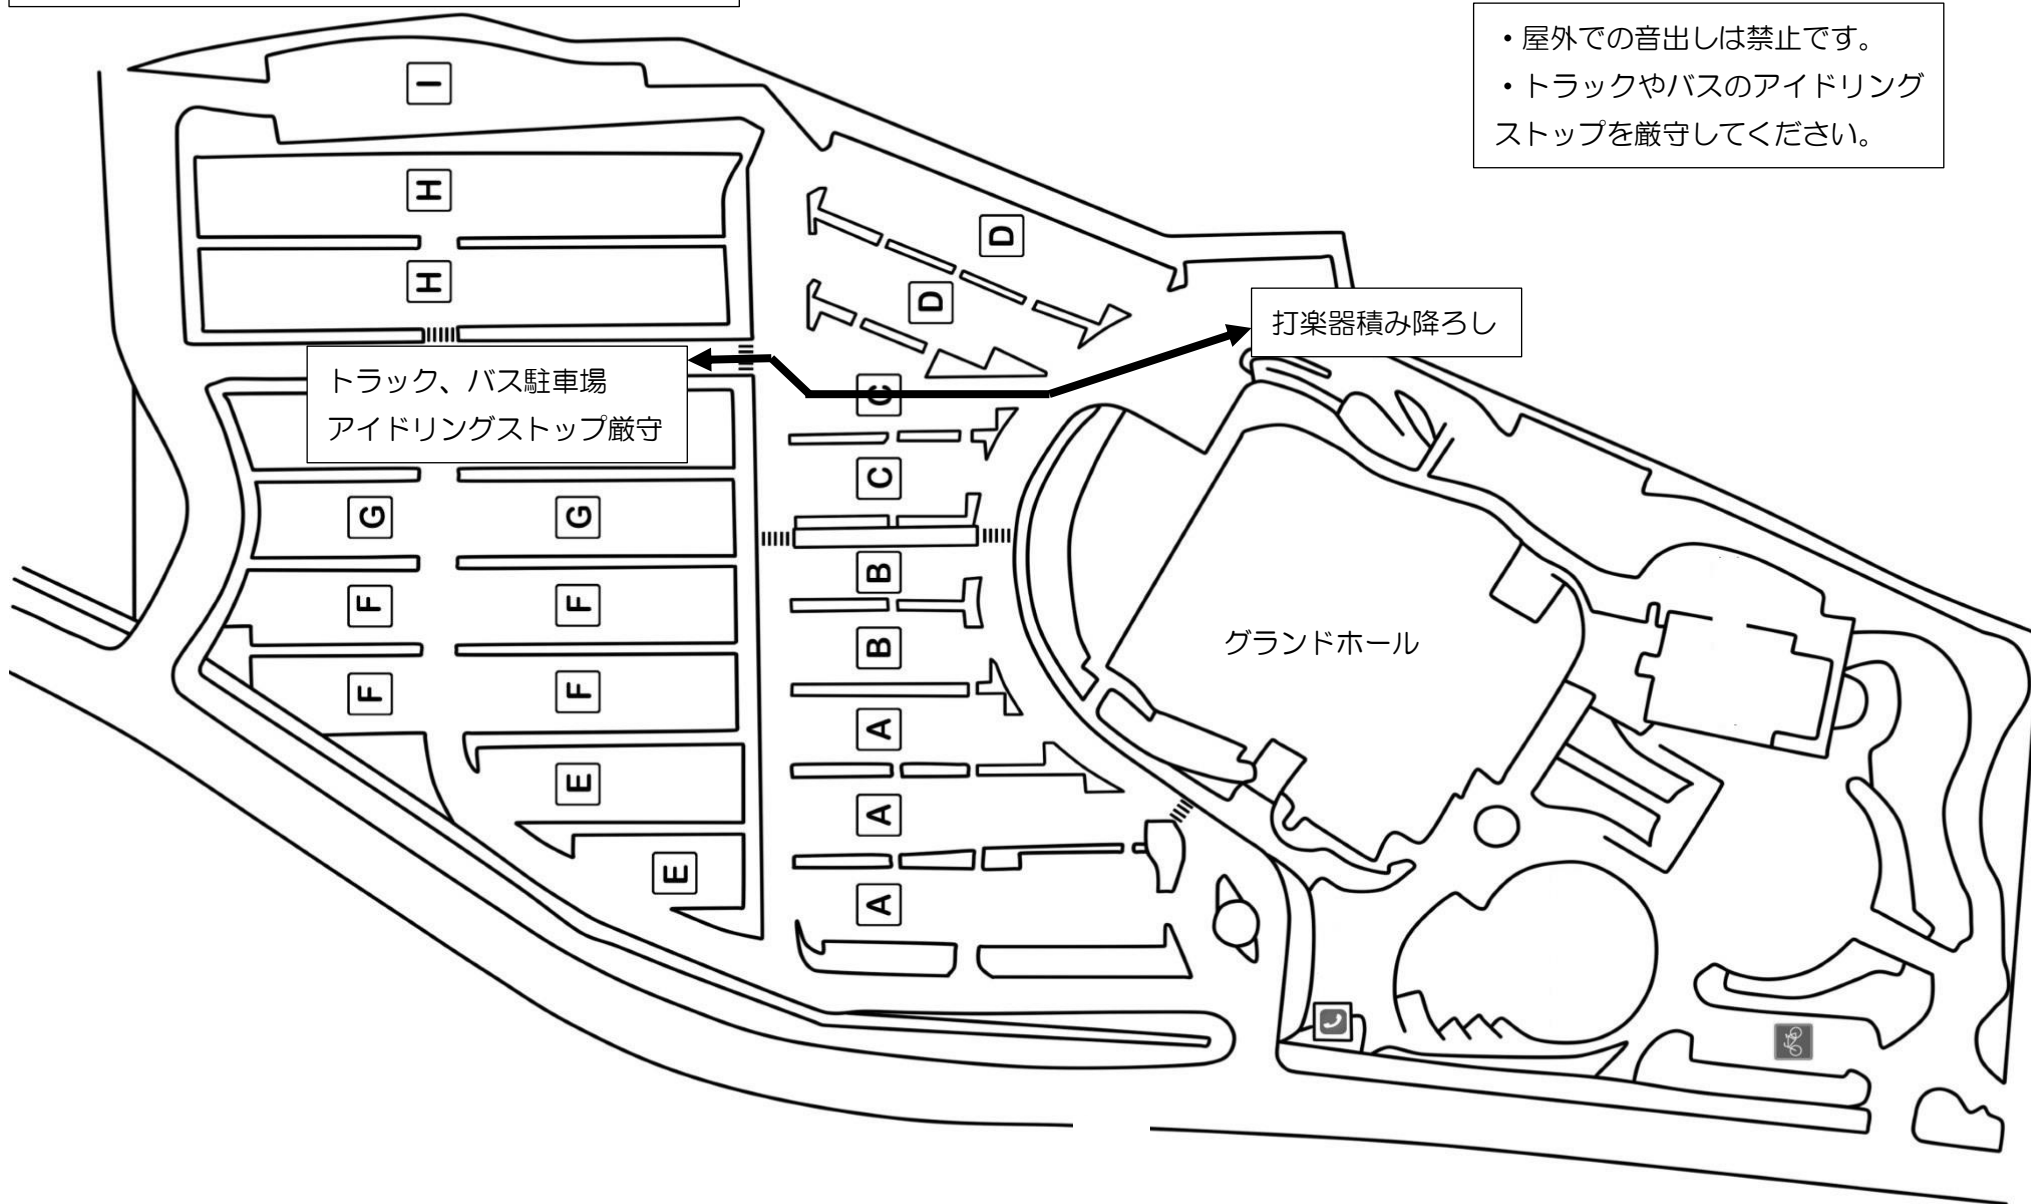 ・屋外での音出しは禁止です。
・トラックやバスのアイドリング
ストップを厳守してください。
I
H
D
H
D
打楽器積み降ろし
トラック、バス駐車場
アイドリングストップ厳守
C
C
G
G
B
F
F
B
グランドホール
F
F
A
E
A
E
A